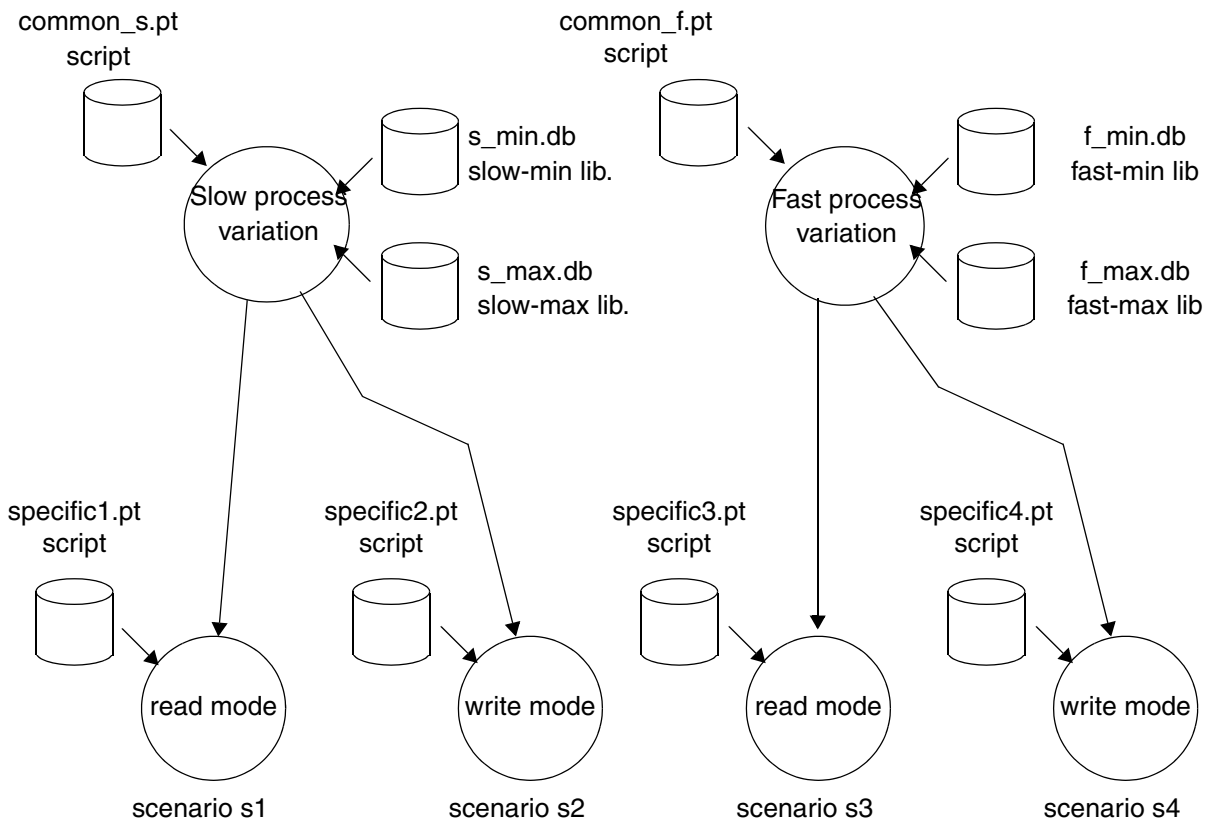 common_s.pt
script
common_f.pt
script
s_min.db
slow-min lib.
f_min.db
fast-min lib
Slow process
variation
Fast process
variation
s_max.db
slow-max lib.
f_max.db
fast-max lib
specific1.pt
script
specific2.pt
script
specific3.pt
script
specific4.pt
script
read mode
write mode
read mode
write mode
scenario s1
scenario s2
scenario s3
scenario s4